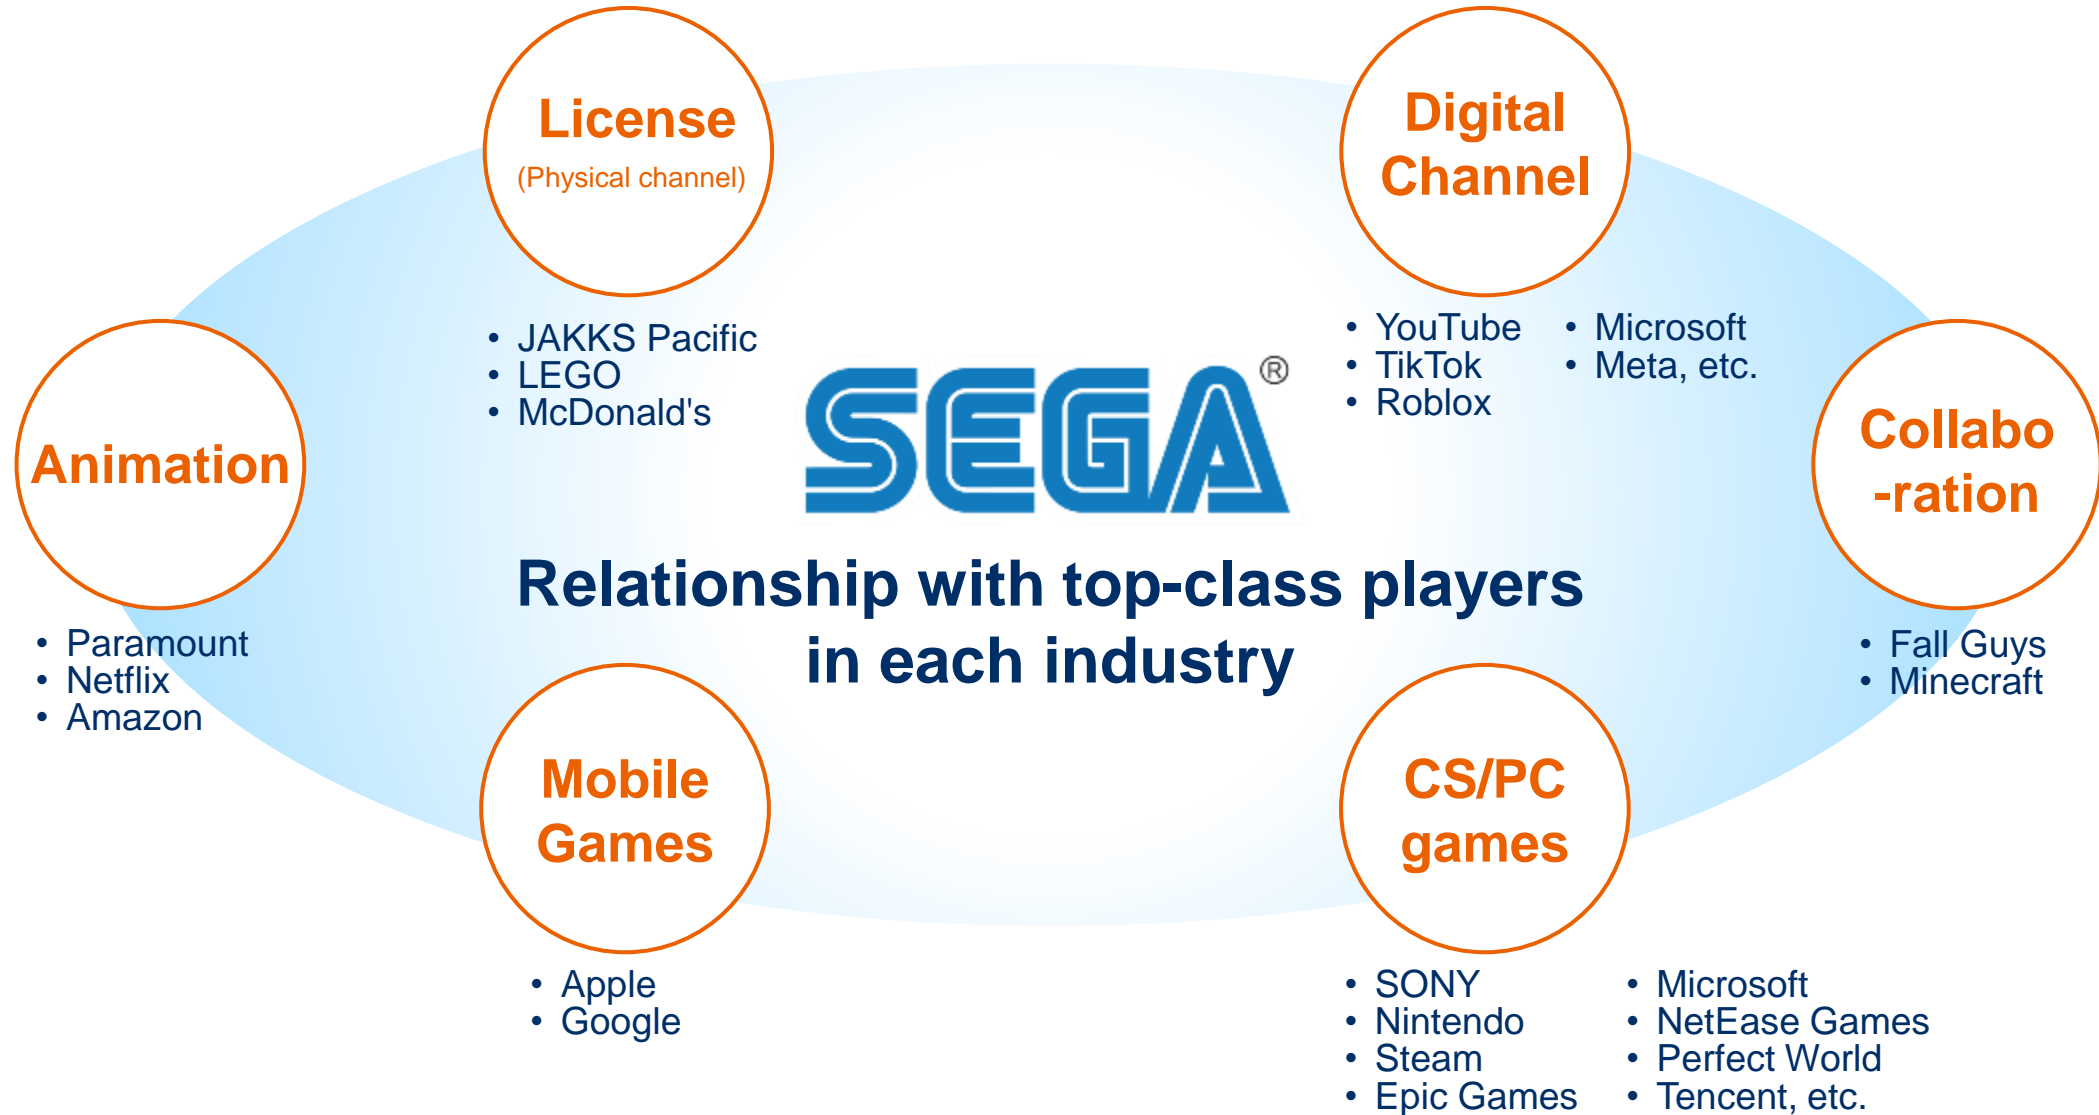 License
(Physical channel)
• JAKKS Pacific
• LEGO
• McDonald's
Digital
Channel
• YouTube
• TikTok
• Roblox
• Microsoft
• Meta, etc.
Animation
• Paramount
• Netflix
• Amazon
SEGA®
Relationship with top-class players
in each industry
Collabo
-ration
• Fall Guys
• Minecraft
Mobile
Games
• Apple
• Google
CS/PC
games
• SONY
• Nintendo
• Steam
• Epic Games
• Microsoft
• NetEase Games
• Perfect World
• Tencent, etc.